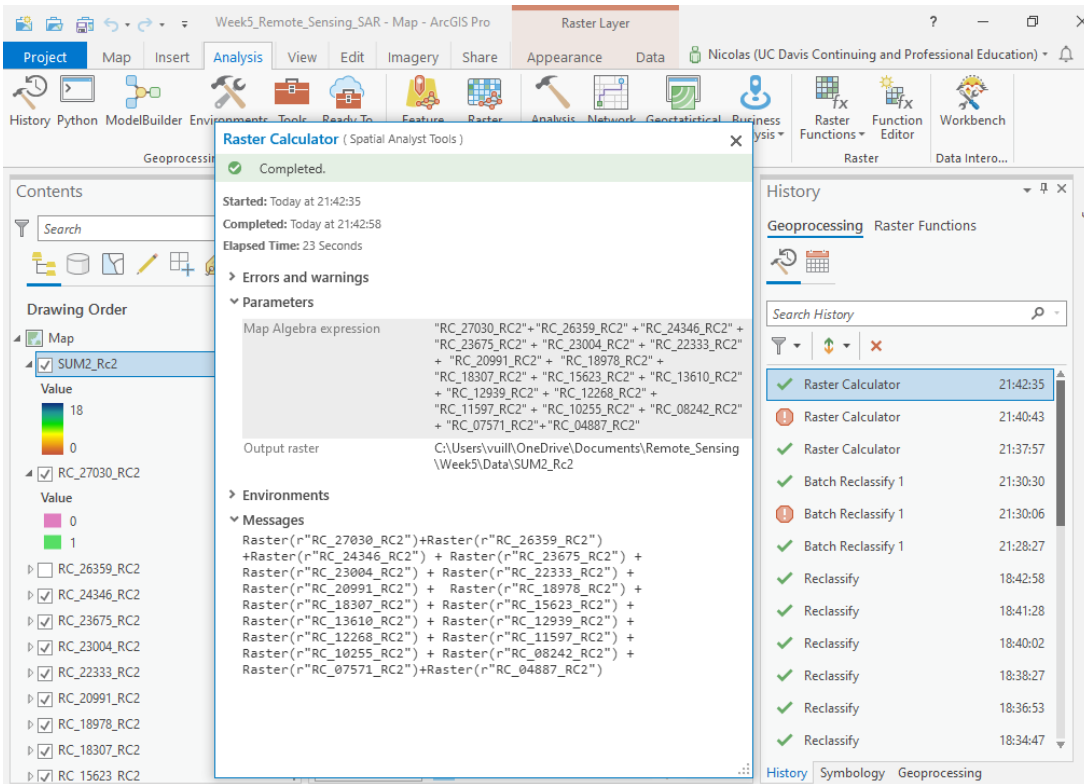 Week5_Remote_Sensing_SAR - Map - ArcGIS Pro
Raster Layer
?
Project Map Insert Analysis View Edit Imagery Share Appearance Data Nicolas (UC Davis Continuing and Professional Education)
History Python ModelBuilder Environments Tools Ready To Feature Raster Analysis Network Geostatistical Business
Raster Functions
Function Editor
Workbench
Raster
Data Intero...
Raster Calculator ( Spatial Analyst Tools )
Completed.
Started: Today at 21:42:35
Completed: Today at 21:42:58
Elapsed Time: 23 Seconds
Errors and warnings
Parameters
Map Algebra expression
"RC_27030_RC2"+"RC_26359_RC2" +"RC_24346_RC2" +
"RC_23675_RC2" + "RC_23004_RC2" + "RC_22333_RC2"
+ "RC_20991_RC2" + "RC_18978_RC2" +
"RC_18307_RC2" + "RC_15623_RC2" + "RC_13610_RC2"
+ "RC_12939_RC2" + "RC_12268_RC2" +
"RC_11597_RC2" + "RC_10255_RC2" + "RC_08242_RC2"
+ "RC_07571_RC2"+"RC_04887_RC2"
Output raster
C:\Users\vuill\OneDrive\Documents\Remote_Sensing
\Week5\Data\SUM2_Rc2
Environments
Messages
Raster(r"RC_27030_RC2")+Raster(r"RC_26359_RC2")
+Raster(r"RC_24346_RC2") + Raster(r"RC_23675_RC2") +
Raster(r"RC_23004_RC2") + Raster(r"RC_22333_RC2") +
Raster(r"RC_20991_RC2") +  Raster(r"RC_18978_RC2") +
Raster(r"RC_18307_RC2") + Raster(r"RC_15623_RC2") +
Raster(r"RC_13610_RC2") + Raster(r"RC_12939_RC2") +
Raster(r"RC_12268_RC2") + Raster(r"RC_11597_RC2") +
Raster(r"RC_10255_RC2") + Raster(r"RC_08242_RC2") +
Raster(r"RC_07571_RC2")+Raster(r"RC_04887_RC2")
Contents
Search
Drawing Order
Map
SUM2_Rc2
Value
18
0
RC_27030_RC2
Value
0
1
RC_26359_RC2
RC_24346_RC2
RC_23675_RC2
RC_23004_RC2
RC_22333_RC2
RC_20991_RC2
RC_18978_RC2
RC_18307_RC2
RC_15623_RC2
History
Geoprocessing Raster Functions
Search History
Raster Calculator 21:42:35
Raster Calculator 21:40:43
Raster Calculator 21:37:57
Batch Reclassify 1 21:30:30
Batch Reclassify 1 21:30:06
Batch Reclassify 1 21:28:27
Reclassify 18:42:58
Reclassify 18:41:28
Reclassify 18:40:02
Reclassify 18:38:27
Reclassify 18:36:53
Reclassify 18:34:47
History Symbology Geoprocessing